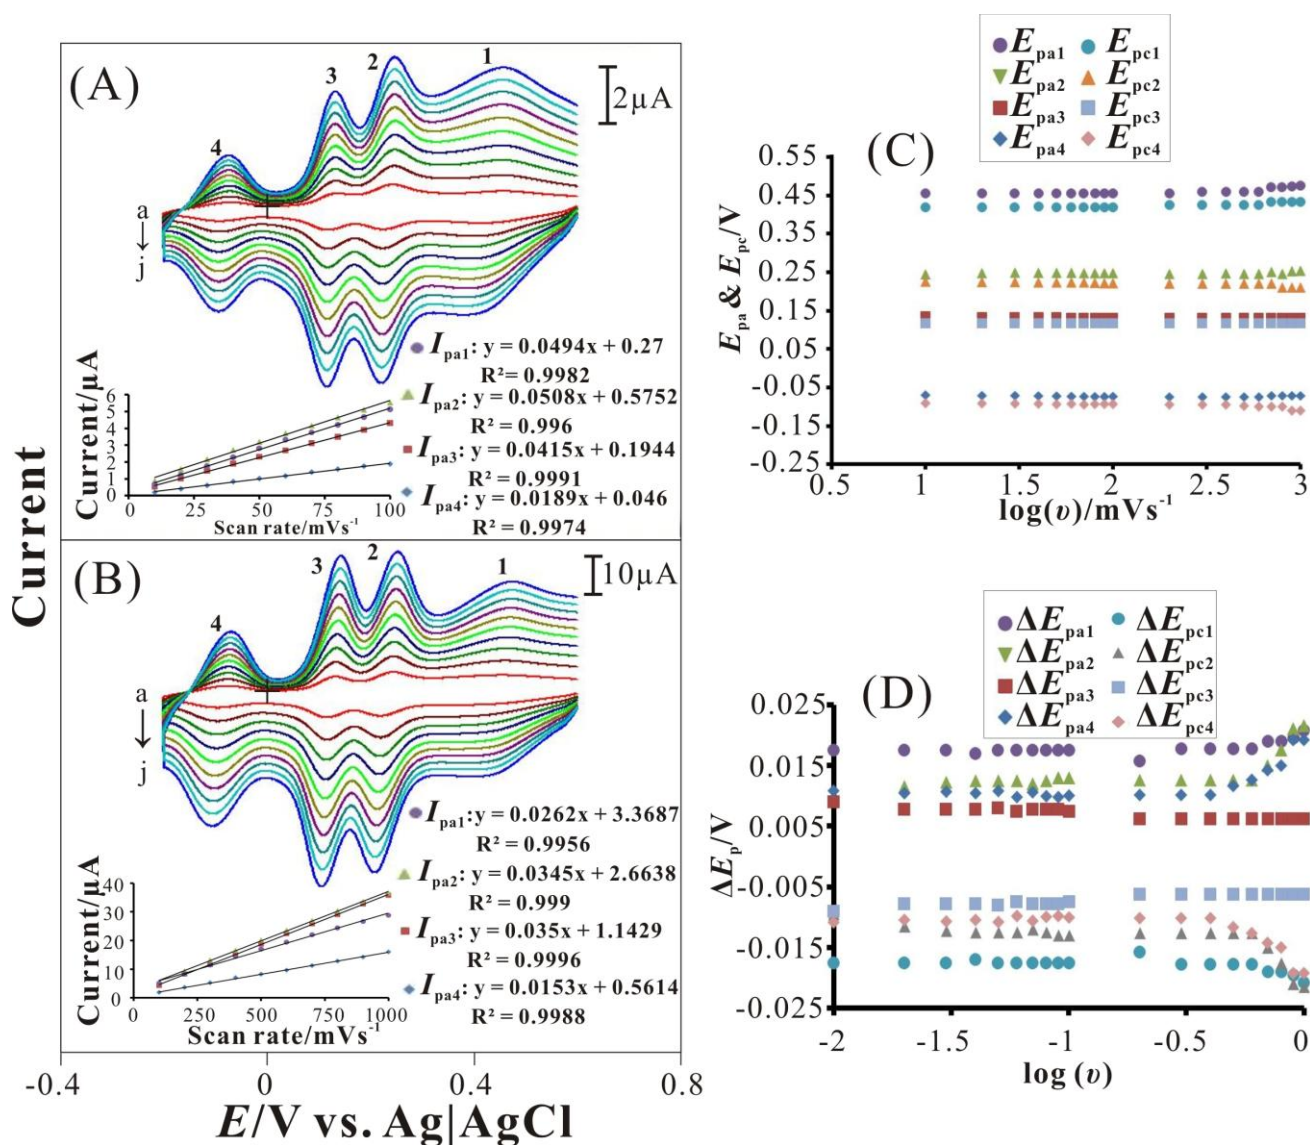 Current
(A)
4
3
2
1
2μA
a
j
Current/μA
6
5
4
3
2
1
0
0
25
50
75
100
Scan rate/mVs⁻¹
Ipa1: y = 0.0494x + 0.27
R²= 0.9982
Ipa2: y = 0.0508x + 0.5752
R² = 0.996
Ipa3: y = 0.0415x + 0.1944
R² = 0.9991
Ipa4: y = 0.0189x + 0.046
R² = 0.9974
(B)
4
3
2
1
10μA
a
j
Current/μA
40
30
20
10
0
0
250
500
750
1000
Scan rate/mVs⁻¹
Ipa1: y = 0.0262x + 3.3687
R² = 0.9956
Ipa2: y = 0.0345x + 2.6638
R² = 0.999
Ipa3: y = 0.035x + 1.1429
R² = 0.9996
Ipa4: y = 0.0153x + 0.5614
R² = 0.9988
-0.4
0
0.4
0.8
E/V vs. Ag|AgCl
Epa1 Epc1
Epa2 Epc2
Epa3 Epc3
Epa4 Epc4
(C)
Epa & Epc/V
0.55
0.45
0.35
0.25
0.15
0.05
-0.05
-0.15
-0.25
0.5
1
1.5
2
2.5
3
log(υ)/mVs⁻¹
ΔEpa1 ΔEpc1
ΔEpa2 ΔEpc2
ΔEpa3 ΔEpc3
ΔEpa4 ΔEpc4
(D)
ΔEp/V
0.025
0.015
0.005
-0.005
-0.015
-0.025
-2
-1.5
-1
-0.5
0
log (υ)